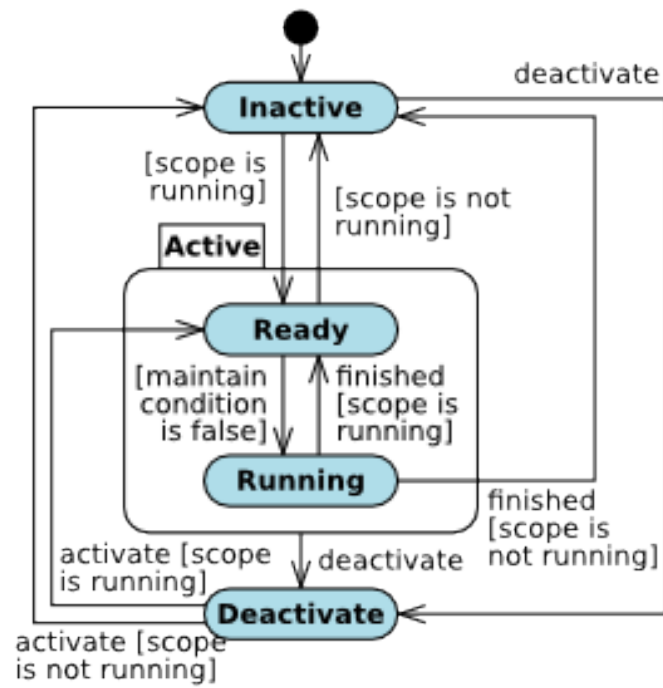 deactivate
Inactive
[scope is
running]
[scope is not
running]
Active
Ready
[maintain
condition
is false]
finished
[scope is
running]
Running
finished
[scope is
not running]
activate [scope
is running]
deactivate
Deactivate
activate [scope
is not running]